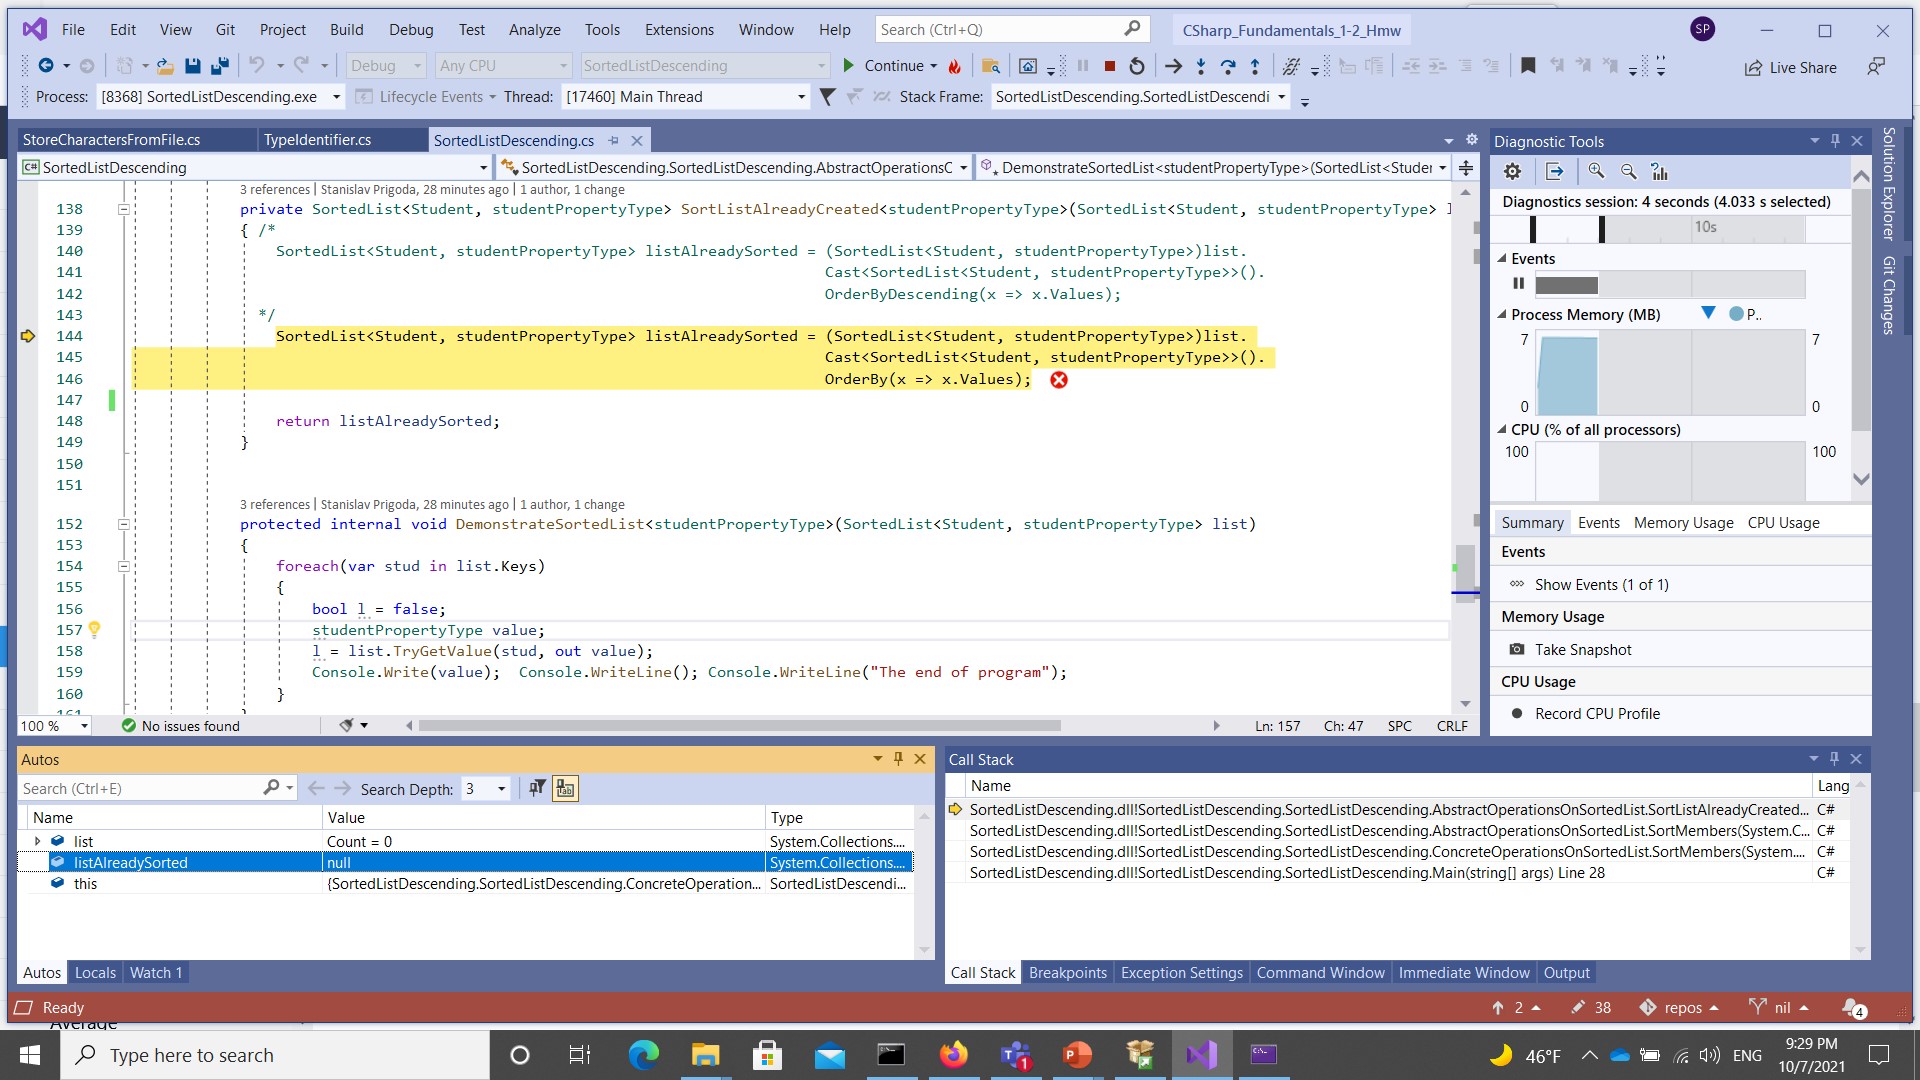 File Edit View Git Project Build Debug Test Analyze Tools Extensions Window Help Search (Ctrl+Q) CSharp_Fundamentals_1-2_Hmw SP
Debug Any CPU SortedListDescending Continue Live Share
Process: [8368] SortedListDescending.exe Lifecycle Events Thread: [17460] Main Thread Stack Frame: SortedListDescending.SortedListDescendi
StoreCharactersFromFile.cs TypeIdentifier.cs SortedListDescending.cs
C# SortedListDescending SortedListDescending.SortedListDescending.AbstractOperationsC DemonstrateSortedList<studentPropertyType>(SortedList<Studer
3 references | Stanislav Prigoda, 28 minutes ago | 1 author, 1 change
138 private SortedList<Student, studentPropertyType> SortListAlreadyCreated<studentPropertyType>(SortedList<Student, studentPropertyType> l
139 { /*
140 SortedList<Student, studentPropertyType> listAlreadySorted = (SortedList<Student, studentPropertyType>)list.
141 Cast<SortedList<Student, studentPropertyType>>().
142 OrderByDescending(x => x.Values);
143 */
144 SortedList<Student, studentPropertyType> listAlreadySorted = (SortedList<Student, studentPropertyType>)list.
145 Cast<SortedList<Student, studentPropertyType>>().
146 OrderBy(x => x.Values);
147
148 return listAlreadySorted;
149 }
150
151
3 references | Stanislav Prigoda, 28 minutes ago | 1 author, 1 change
152 protected internal void DemonstrateSortedList<studentPropertyType>(SortedList<Student, studentPropertyType> list)
153 {
154 foreach(var stud in list.Keys)
155 {
156 bool l = false;
157 studentPropertyType value;
158 l = list.TryGetValue(stud, out value);
159 Console.Write(value); Console.WriteLine(); Console.WriteLine("The end of program");
160 }
161 }
100 % No issues found Ln: 157 Ch: 47 SPC CRLF
Diagnostic Tools
Diagnostics session: 4 seconds (4.033 s selected)
10s
Events
Process Memory (MB) P..
7 7
0 0
CPU (% of all processors)
100 100
Summary Events Memory Usage CPU Usage
Events
Show Events (1 of 1)
Memory Usage
Take Snapshot
CPU Usage
Record CPU Profile
Solution Explorer
Git Changes
Autos
Search (Ctrl+E) Search Depth: 3
Name Value Type
list Count = 0 System.Collections....
listAlreadySorted null System.Collections....
this {SortedListDescending.SortedListDescending.ConcreteOperation... SortedListDescendi...
Autos Locals Watch 1
Call Stack
Name Lang
SortedListDescending.dll!SortedListDescending.SortedListDescending.AbstractOperationsOnSortedList.SortListAlreadyCreated... C#
SortedListDescending.dll!SortedListDescending.SortedListDescending.AbstractOperationsOnSortedList.SortMembers(System.C... C#
SortedListDescending.dll!SortedListDescending.SortedListDescending.ConcreteOperationsOnSortedList.SortMembers(System.... C#
SortedListDescending.dll!SortedListDescending.SortedListDescending.Main(string[] args) Line 28 C#
Call Stack Breakpoints Exception Settings Command Window Immediate Window Output
Ready 2 38 repos nil 4
Average
Type here to search 1 46°F ENG 9:29 PM
10/7/2021